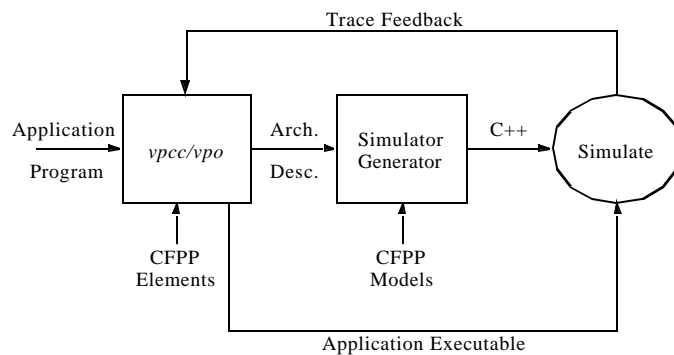 Trace Feedback
Application
Program
vpcc/vpo
Arch.
Desc.
Simulator
Generator
C++
Simulate
CFPP
Elements
CFPP
Models
Application Executable